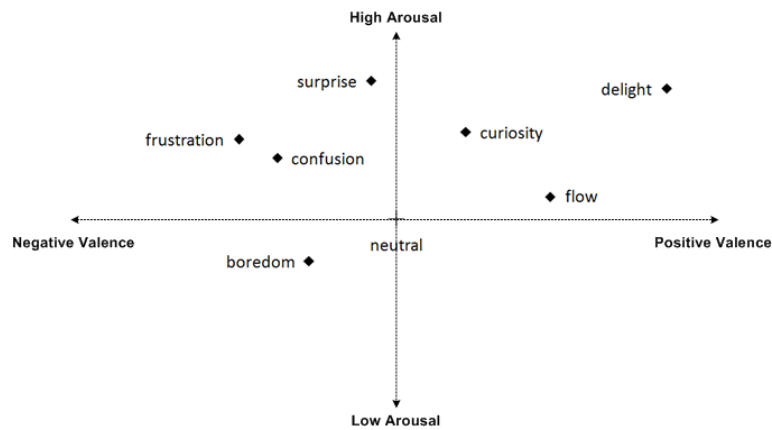 High Arousal
surprise
delight
frustration
curiosity
confusion
flow
Negative Valence
neutral
Positive Valence
boredom
Low Arousal